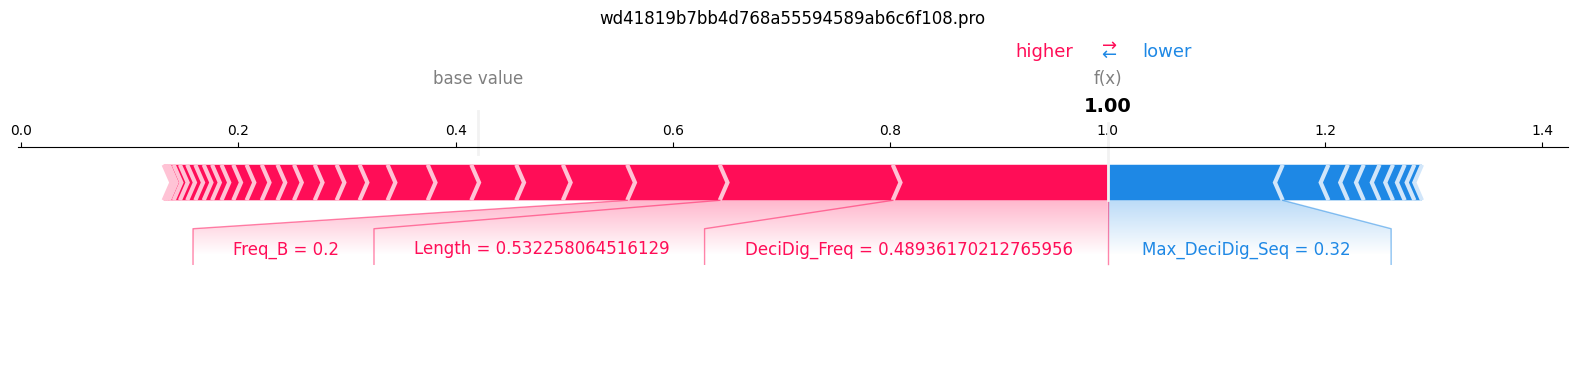 wd41819b7bb4d768a55594589ab6c6f108.pro
higher ⇄ lower
base value f(x)
1.00
0.0 0.2 0.4 0.6 0.8 1.0 1.2 1.4
Freq_B = 0.2 Length = 0.532258064516129 DeciDig_Freq = 0.48936170212765956 Max_DeciDig_Seq = 0.32